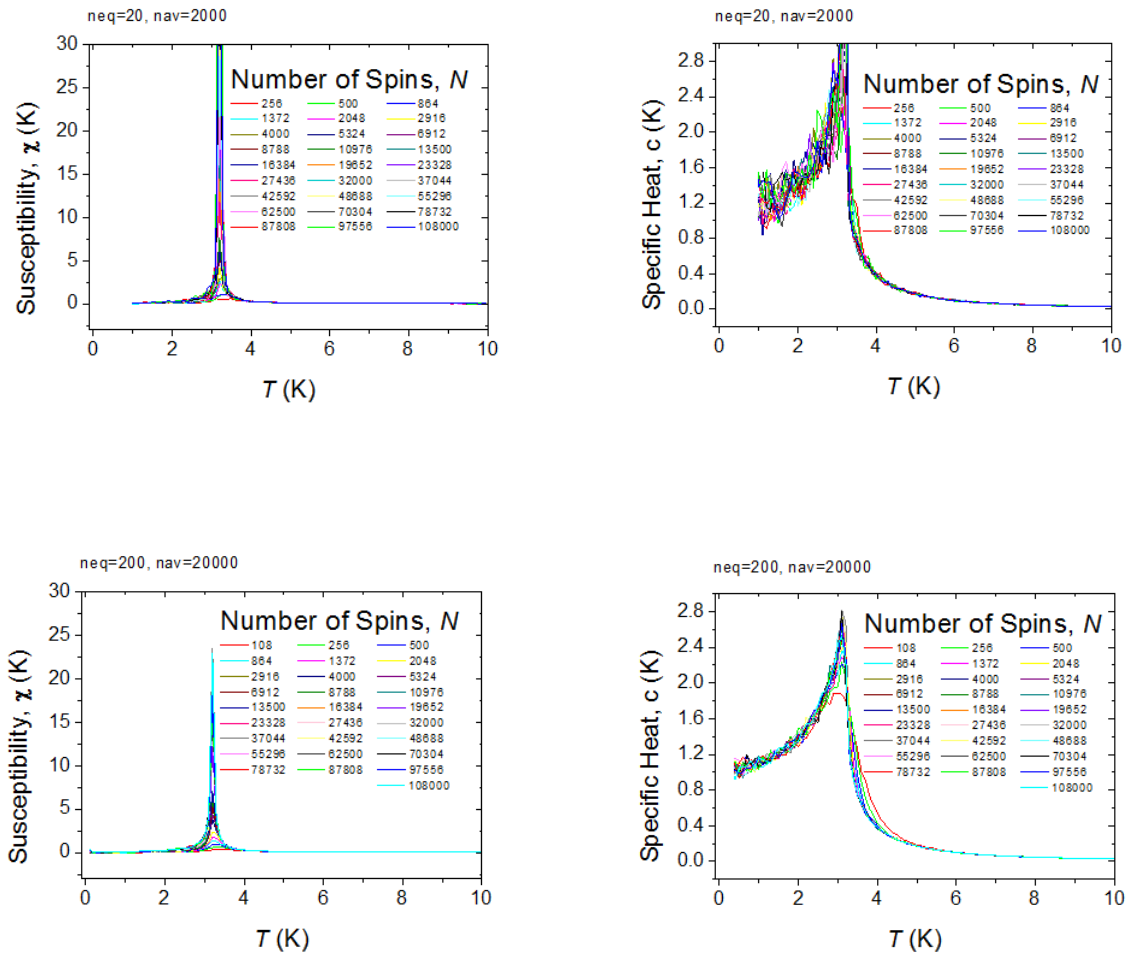 neq=20, nav=2000
30
25
20
15
10
5
0
Susceptibility, χ (K)
Number of Spins, N
256 500 864
1372 2048 2916
4000 5324 6912
8788 10976 13500
16384 19652 23328
27436 32000 37044
42592 48688 55296
62500 70304 78732
87808 97556 108000
0 2 4 6 8 10
T (K)
neq=20, nav=2000
2.8
2.4
2.0
1.6
1.2
0.8
0.4
0.0
Specific Heat, c (K)
Number of Spins, N
256 500 864
1372 2048 2916
4000 5324 6912
8788 10976 13500
16384 19652 23328
27436 32000 37044
42592 48688 55296
62500 70304 78732
87808 97556 108000
0 2 4 6 8 10
T (K)
neq=200, nav=20000
30
25
20
15
10
5
0
Susceptibility, χ (K)
Number of Spins, N
108 256 500
864 1372 2048
2916 4000 5324
6912 8788 10976
13500 16384 19652
23328 27436 32000
37044 42592 48688
55296 62500 70304
78732 87808 97556
108000
0 2 4 6 8 10
T (K)
neq=200, nav=20000
2.8
2.4
2.0
1.6
1.2
0.8
0.4
0.0
Specific Heat, c (K)
Number of Spins, N
108 256 500
864 1372 2048
2916 4000 5324
6912 8788 10976
13500 16384 19652
23328 27436 32000
37044 42592 48688
55296 62500 70304
78732 87808 97556
108000
0 2 4 6 8 10
T (K)